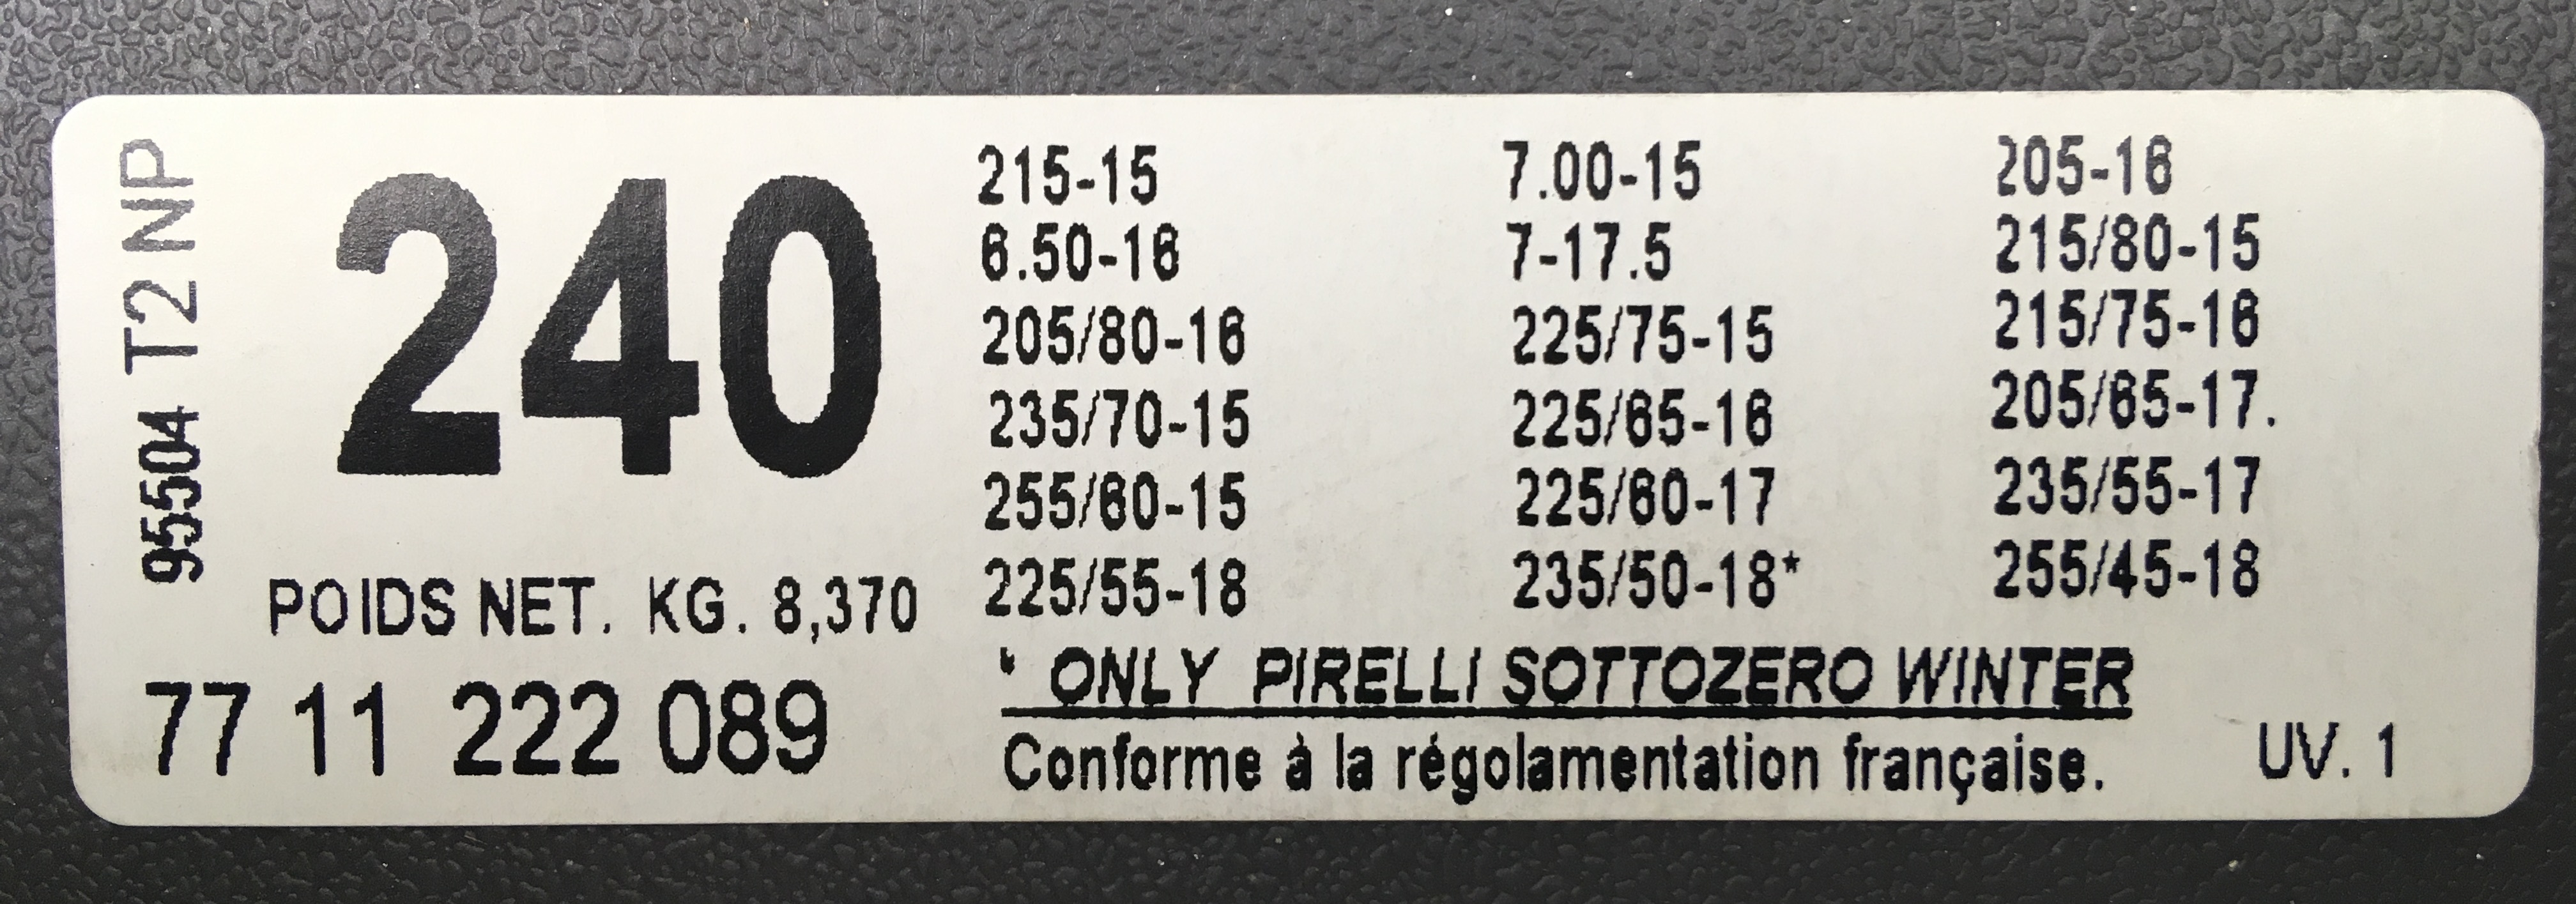 95504 T2 NP
240
POIDS NET. KG. 8,370
77 11 222 089
215-15 7.00-15 205-16
6.50-16 7-17.5 215/80-15
205/80-16 225/75-15 215/75-16
235/70-15 225/65-16 205/65-17.
255/60-15 225/60-17 235/55-17
225/55-18 235/50-18* 255/45-18
* ONLY PIRELLI SOTTOZERO WINTER
Conforme à la régolamentation française.
UV. 1